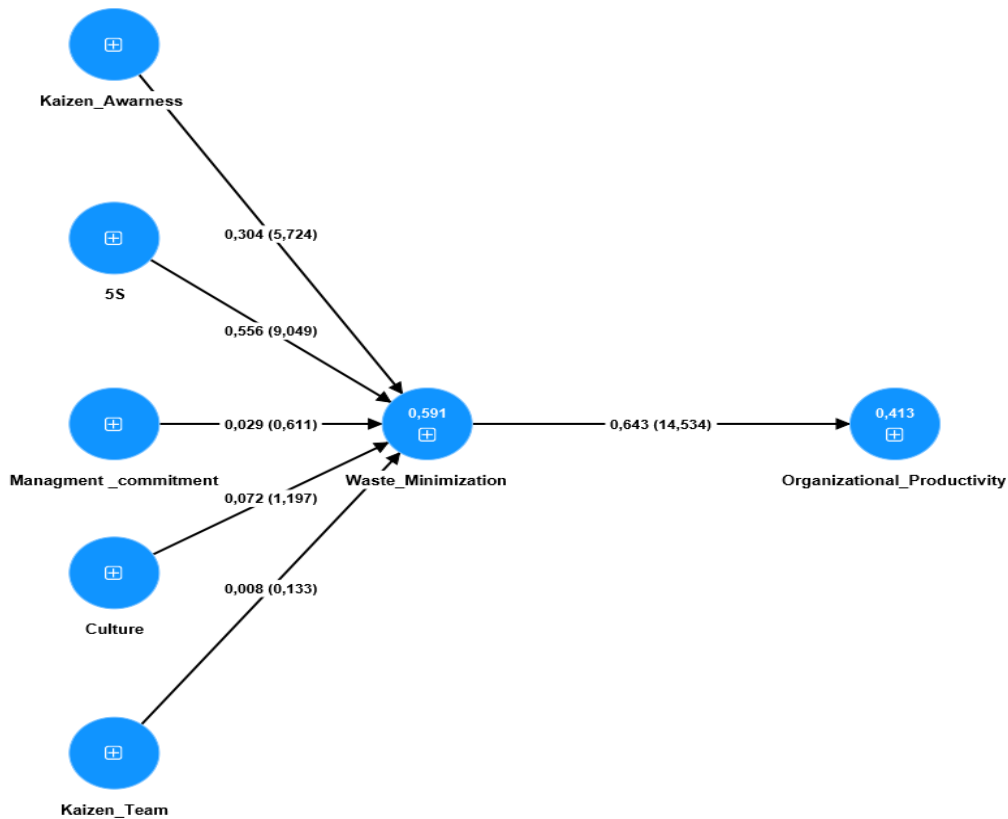 Kaizen_Awarness
0,304 (5,724)
5S
0,556 (9,049)
Managment _commitment
0,029 (0,611)
0,591
Waste_Minimization
0,643 (14,534)
0,413
Organizational_Productivity
0,072 (1,197)
Culture
0,008 (0,133)
Kaizen_Team